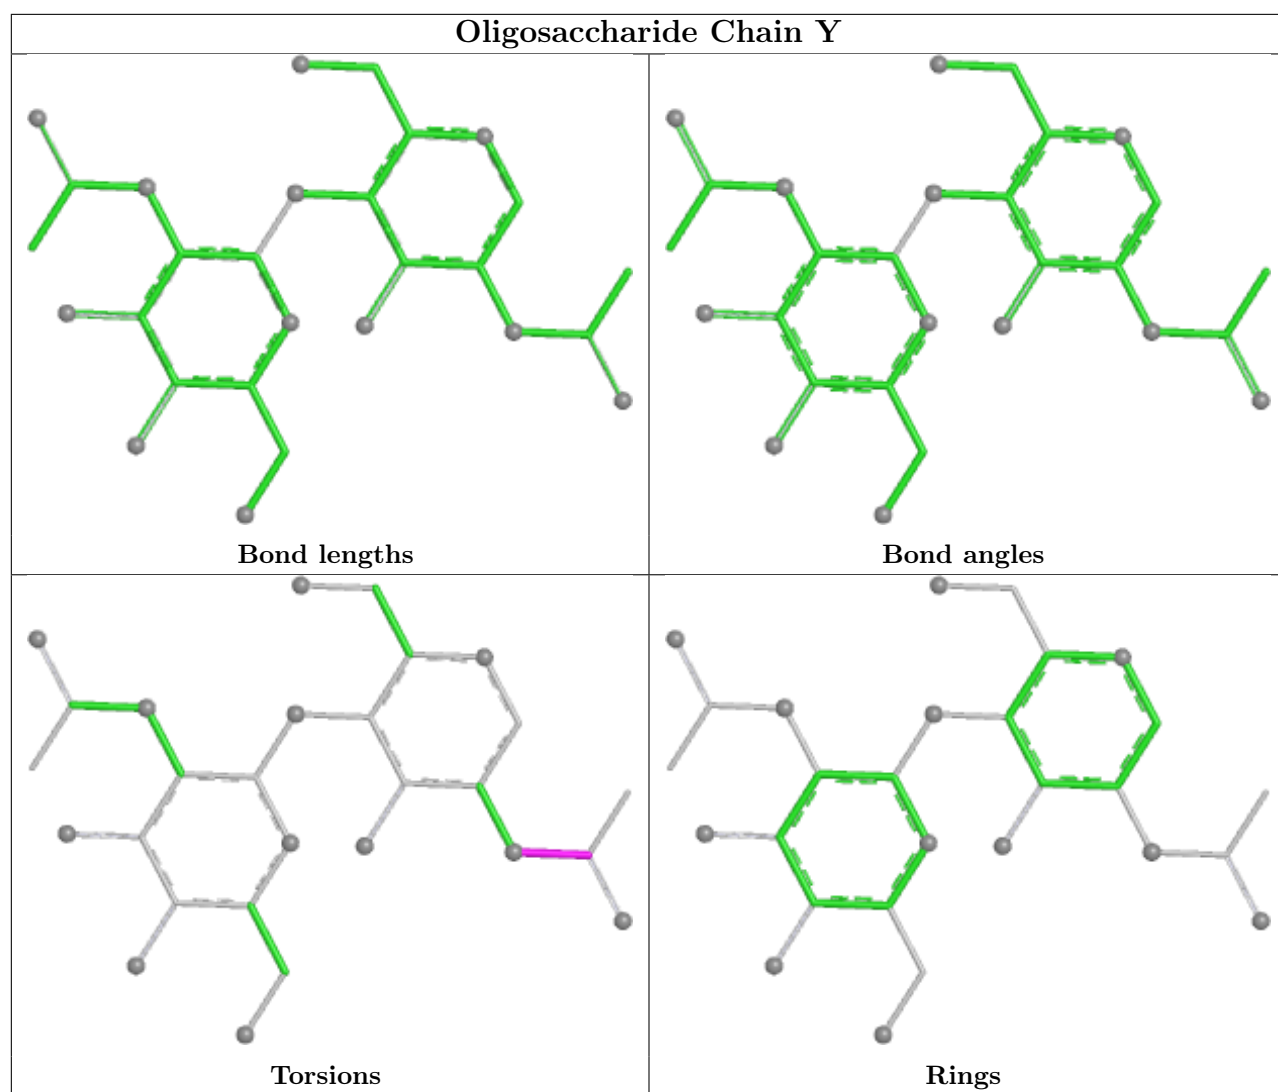 Oligosaccharide Chain Y
Bond lengths
Bond angles
Torsions
Rings